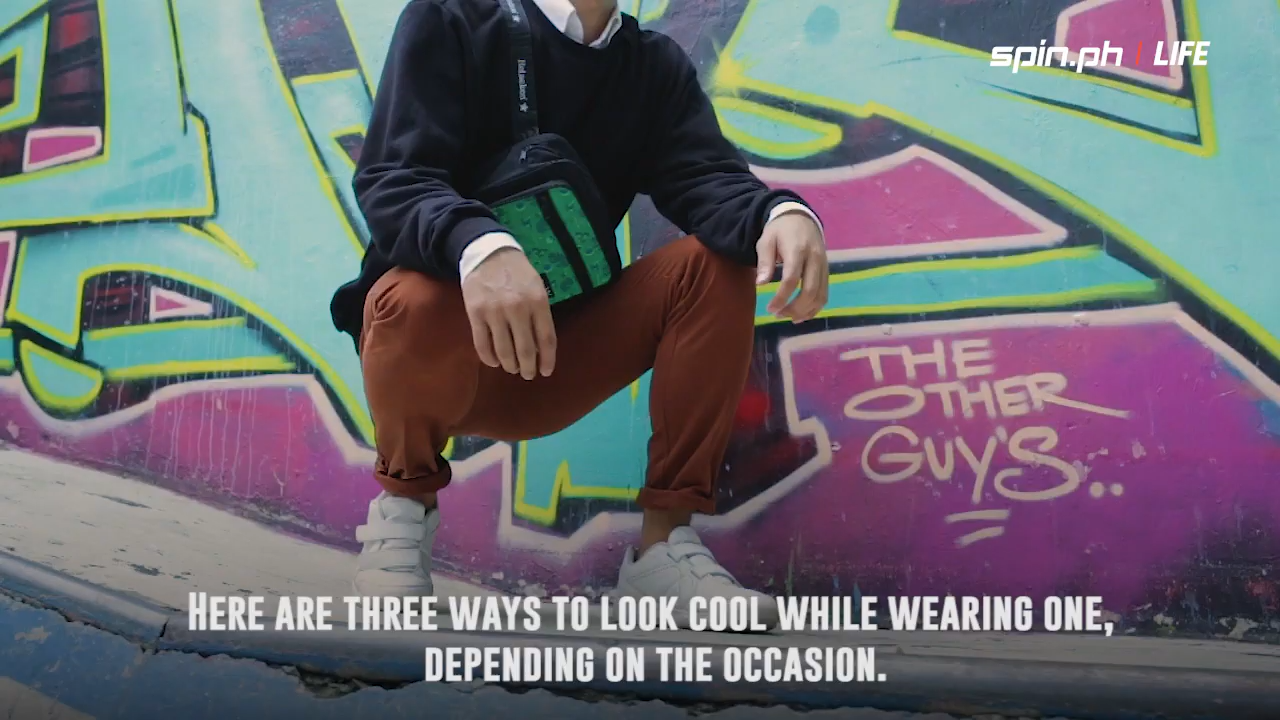 spin.ph | LIFE
Heineken
THE
OTHER
GUY'S..
HERE ARE THREE WAYS TO LOOK COOL WHILE WEARING ONE,
DEPENDING ON THE OCCASION.